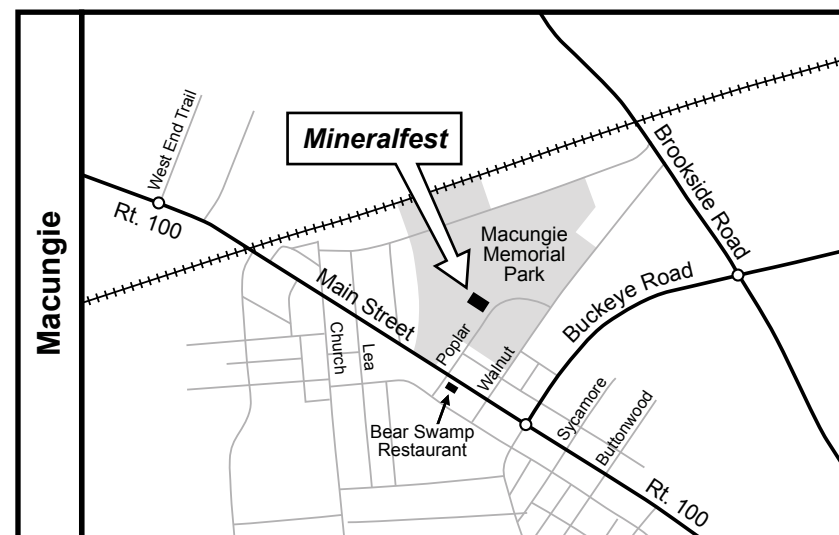 Macungie
West End Trail
Rt. 100
Mineralfest
Macungie
Memorial
Park
Brookside Road
Buckeye Road
Main Street
Church
Lea
Poplar
Walnut
Bear Swamp
Restaurant
Sycamore
Buttonwood
Rt. 100